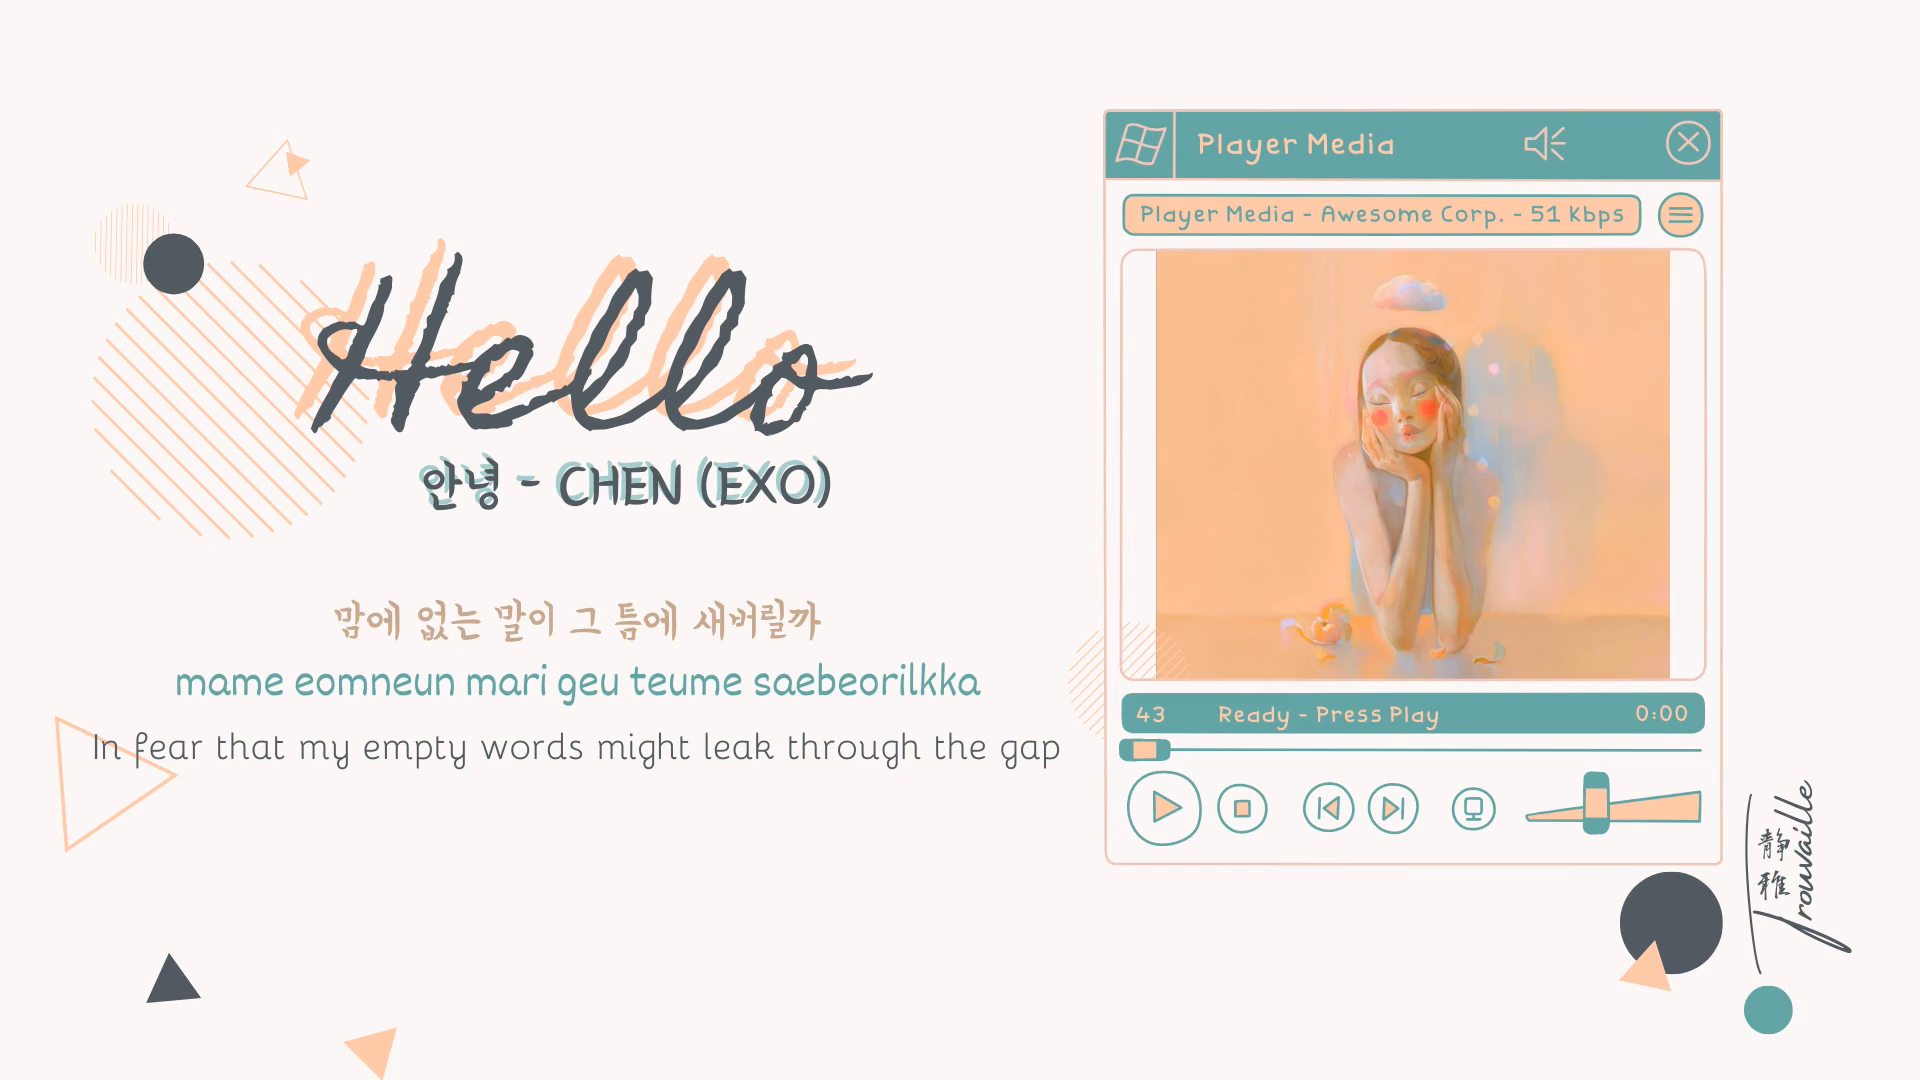 Hello
안녕 - CHEN (EXO)
맘에 없는 말이 그 틈에 새버릴까
mame eomneun mari geu teume saebeorilkka
In fear that my empty words might leak through the gap
Player Media
Player Media - Awesome Corp. - 51 Kbps
43 Ready - Press Play 0:00
静雅
Trouvaille